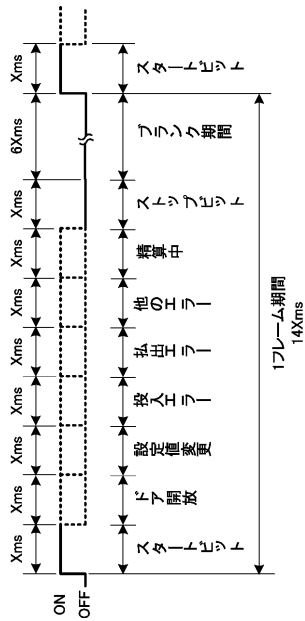 Xms
Xms
Xms
Xms
Xms
Xms
Xms
Xms
6Xms
Xms
ON
OFF
スタートビット
ドア開放
設定値変更
投入エラー
払出エラー
他のエラー
精算中
ストップビット
ブランク期間
スタートビット
1フレーム期間
14Xms